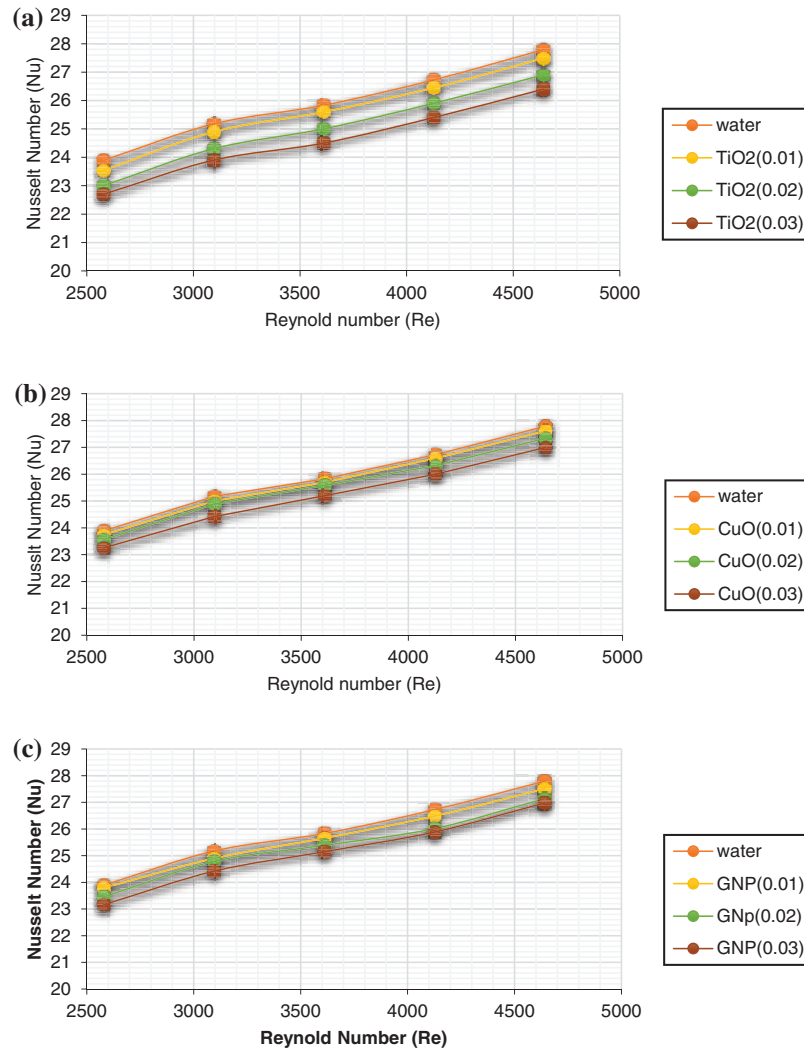 (a)
29
28
27
26
25
24
23
22
21
20
Nusselt Number (Nu)
2500 3000 3500 4000 4500 5000
Reynold number (Re)
water
TiO2(0.01)
TiO2(0.02)
TiO2(0.03)
(b)
29
28
27
26
25
24
23
22
21
20
Nusslt Number (Nu)
2500 3000 3500 4000 4500 5000
Reynold number (Re)
water
CuO(0.01)
CuO(0.02)
CuO(0.03)
(c)
29
28
27
26
25
24
23
22
21
20
Nusselt Number (Nu)
2500 3000 3500 4000 4500 5000
Reynold Number (Re)
water
GNP(0.01)
GNp(0.02)
GNP(0.03)